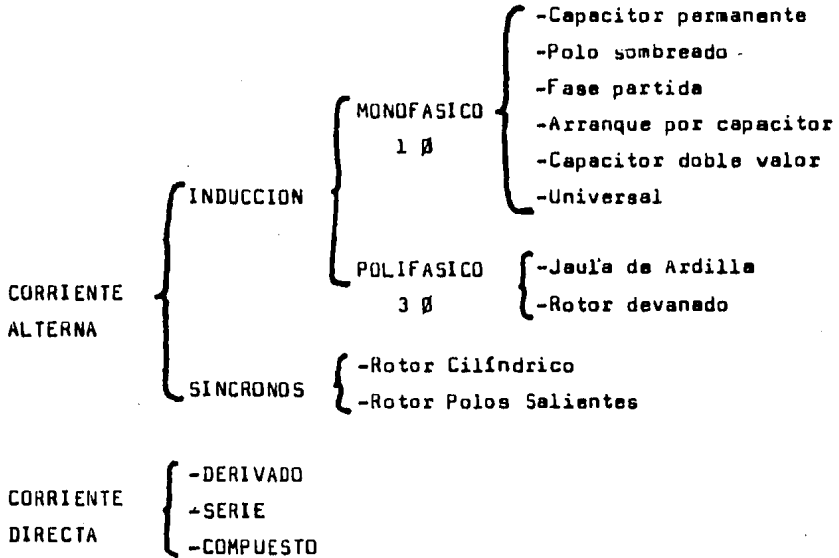 -Capacitor permanente
-Polo sombreado
-Fase partida
MONOFASICO
-Arranque por capacitor
1 Ø
-Capacitor doble valor
INDUCCION
-Universal
POLIFASICO
-Jaula de Ardilla
3 Ø
-Rotor devanado
CORRIENTE
ALTERNA
-Rotor Cilíndrico
SINCRONOS
-Rotor Polos Salientes
-DERIVADO
CORRIENTE
-SERIE
DIRECTA
-COMPUESTO